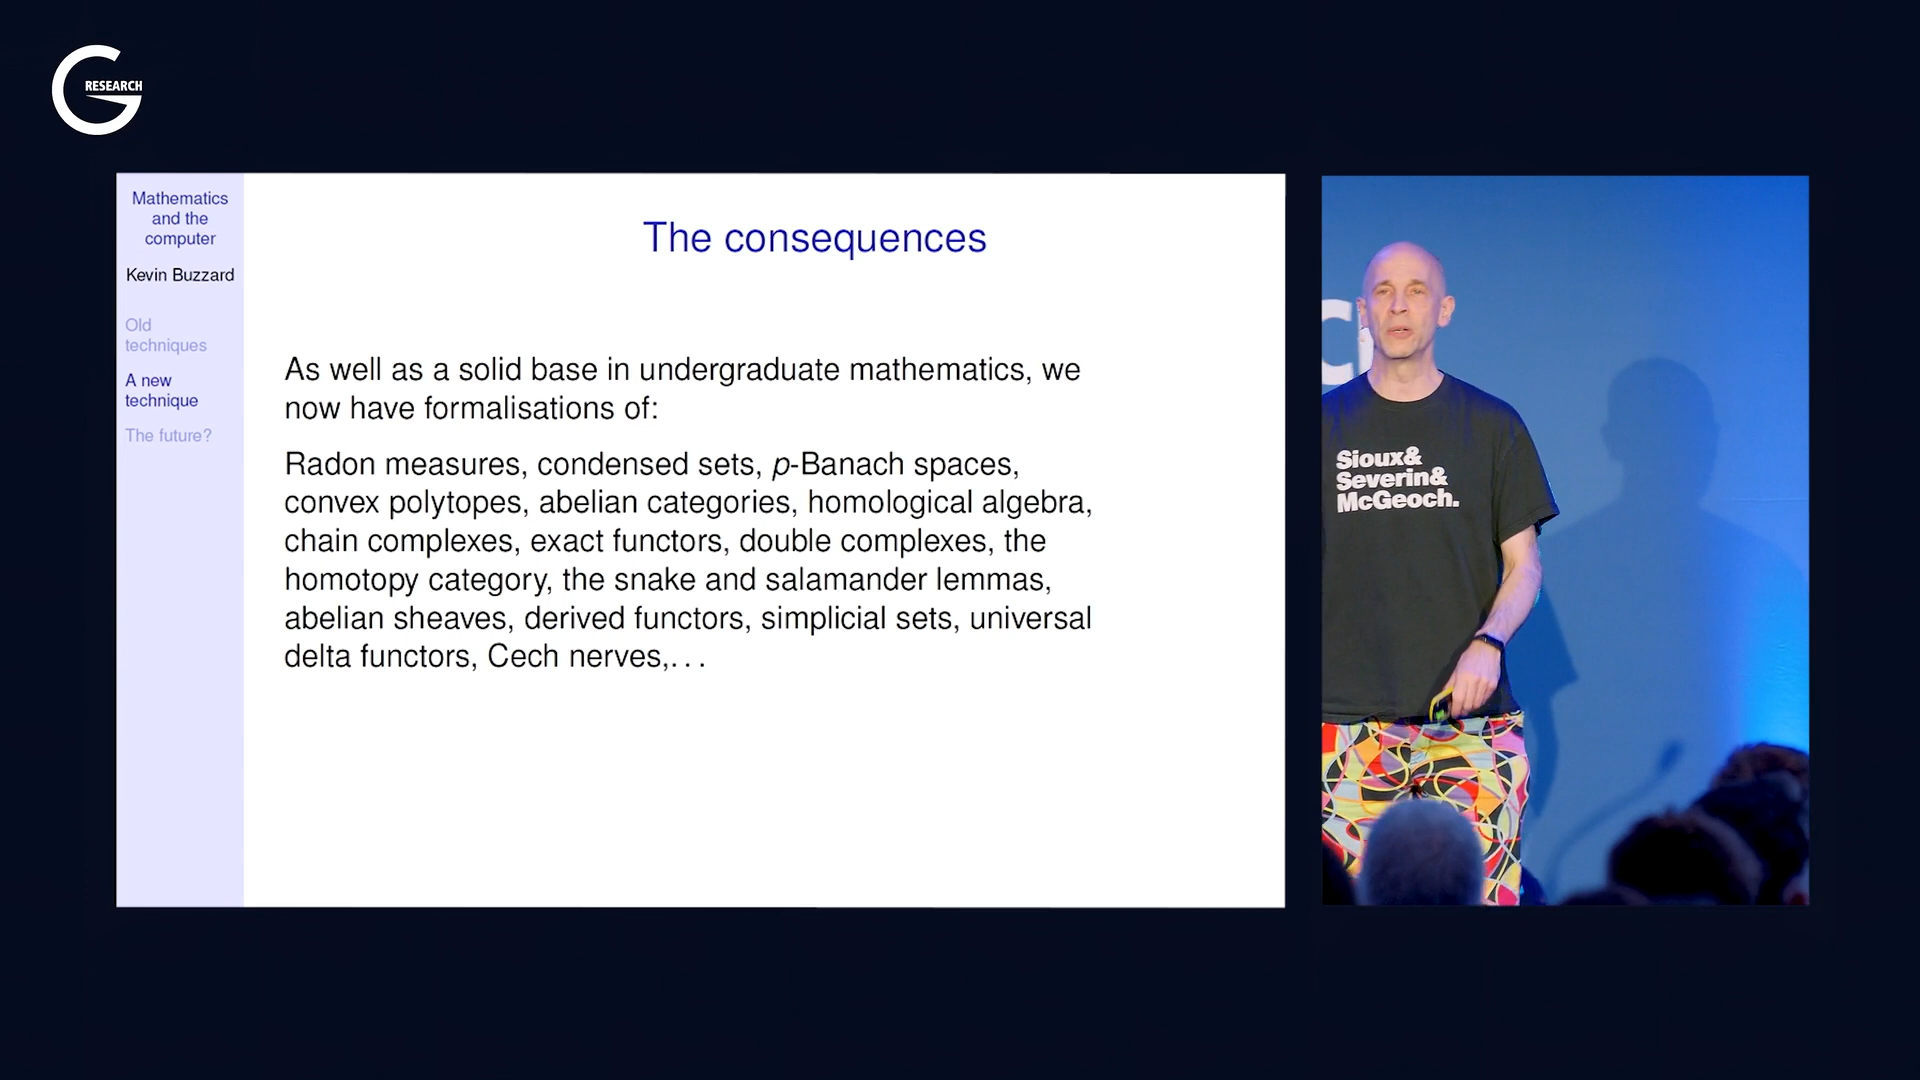 RESEARCH
Mathematics
and the
computer
Kevin Buzzard
Old
techniques
A new
technique
The future?
The consequences
As well as a solid base in undergraduate mathematics, we
now have formalisations of:
Radon measures, condensed sets, p-Banach spaces,
convex polytopes, abelian categories, homological algebra,
chain complexes, exact functors, double complexes, the
homotopy category, the snake and salamander lemmas,
abelian sheaves, derived functors, simplicial sets, universal
delta functors, Cech nerves,. . .
Sioux&
Severin&
McGeoch.